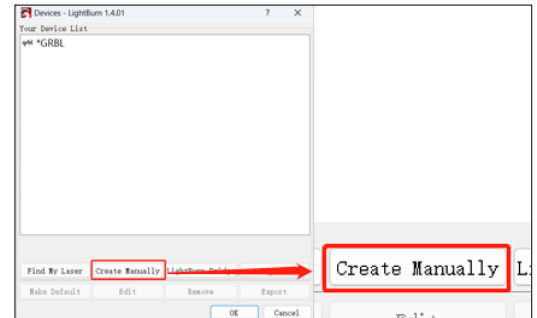 Devices - LightBurn 1.4.01 ? ×
Your Device List
*GRBL
Find My Laser Create Manually LightBurn
Make Default Edit Remove Export
OK Cancel
Create Manually